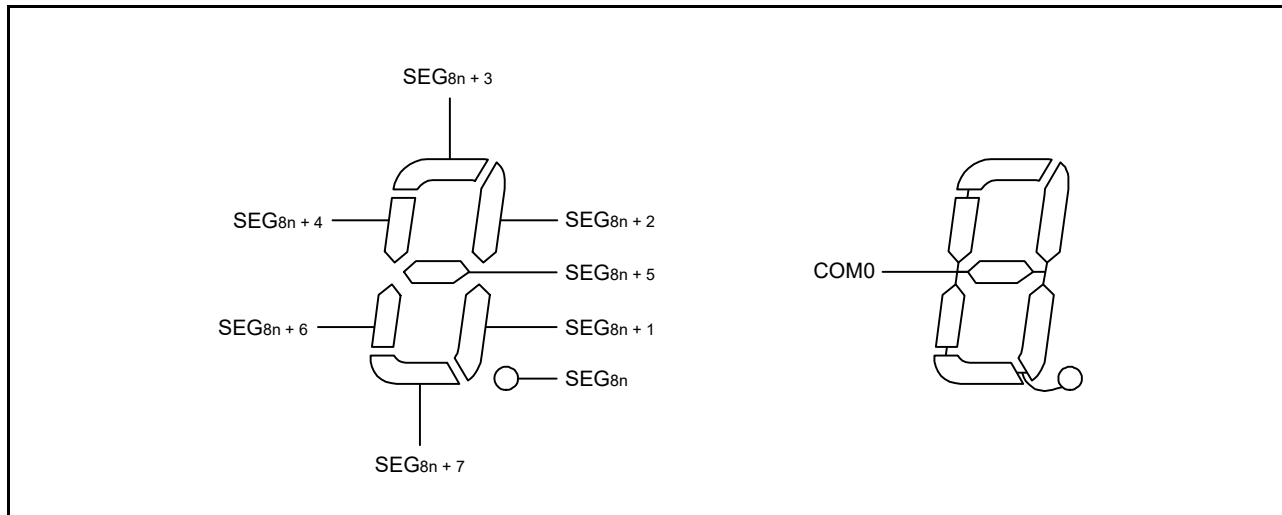 SEG8n + 3
SEG8n + 4
SEG8n + 2
SEG8n + 5
COM0
SEG8n + 6
SEG8n + 1
SEG8n
SEG8n + 7